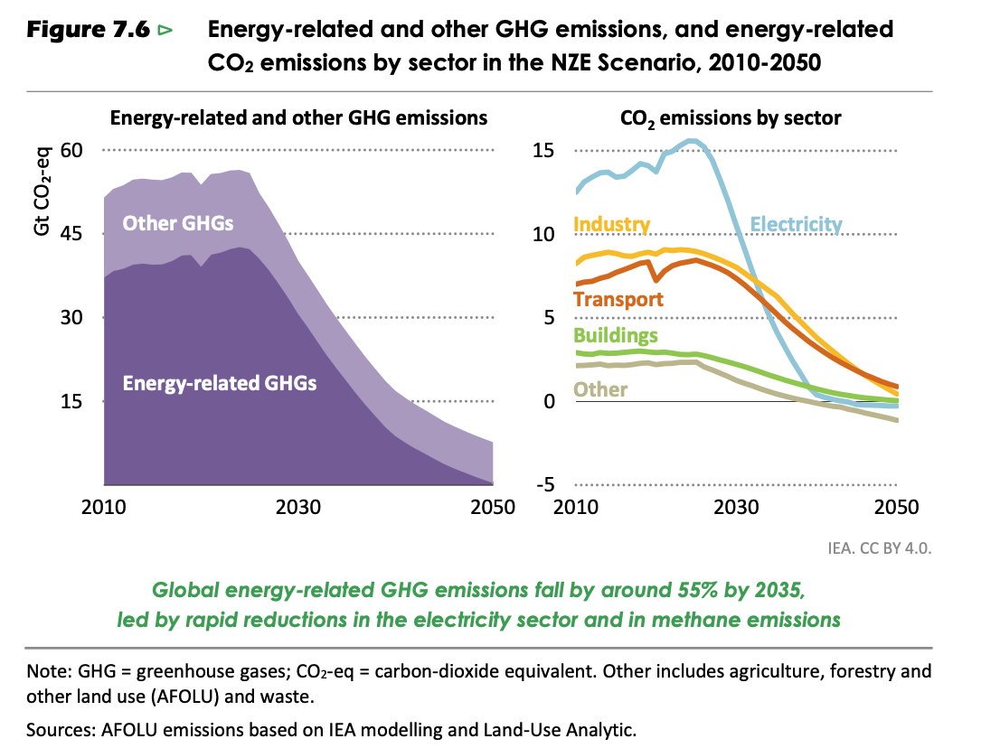 Figure 7.6 ▷ Energy-related and other GHG emissions, and energy-related
CO₂ emissions by sector in the NZE Scenario, 2010-2050
Energy-related and other GHG emissions
Gt CO₂-eq
60
45
30
15
Other GHGs
Energy-related GHGs
2010 2030 2050
CO₂ emissions by sector
15
10
5
0
-5
Industry
Electricity
Transport
Buildings
Other
2010 2030 2050
IEA. CC BY 4.0.
Global energy-related GHG emissions fall by around 55% by 2035,
led by rapid reductions in the electricity sector and in methane emissions
Note: GHG = greenhouse gases; CO₂-eq = carbon-dioxide equivalent. Other includes agriculture, forestry and
other land use (AFOLU) and waste.
Sources: AFOLU emissions based on IEA modelling and Land-Use Analytic.